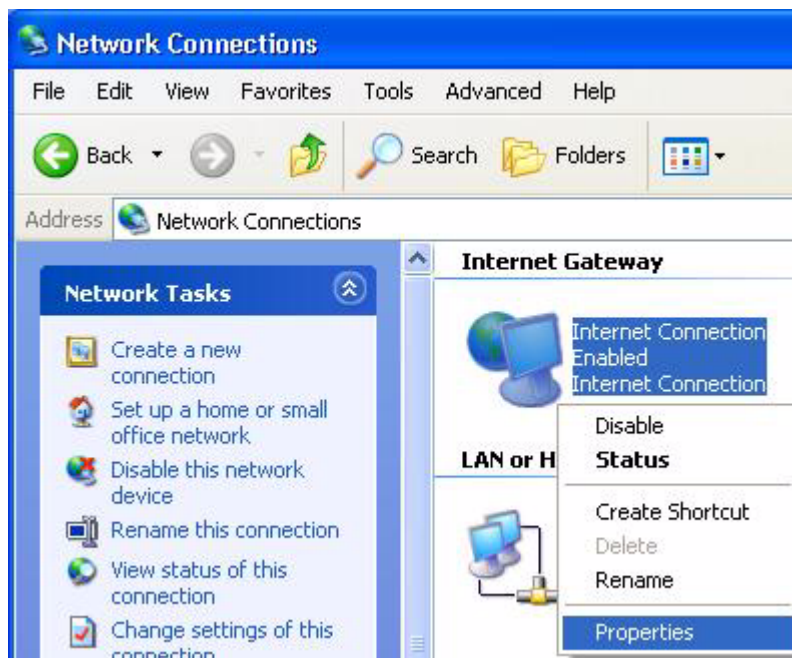 Network Connections
File Edit View Favorites Tools Advanced Help
Back Search Folders
Address Network Connections
Network Tasks
Create a new
connection
Set up a home or small
office network
Disable this network
device
Rename this connection
View status of this
connection
Change settings of this
connection
Internet Gateway
Internet Connection
Enabled
Internet Connection
LAN or H
Disable
Status
Create Shortcut
Delete
Rename
Properties